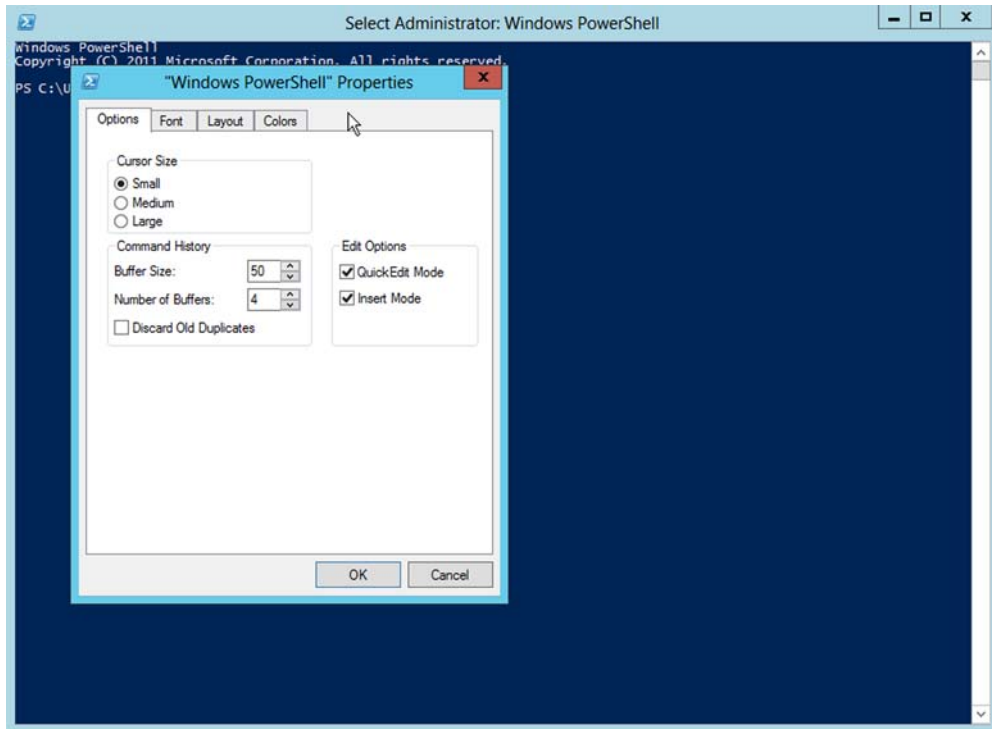 Select Administrator: Windows PowerShell
Windows PowerShell
Copyright (C) 2011 Microsoft Corporation. All rights reserved.
PS C:\U
"Windows PowerShell" Properties
Options Font Layout Colors
Cursor Size
Small
Medium
Large
Command History
Buffer Size: 50
Number of Buffers: 4
Discard Old Duplicates
Edit Options
QuickEdit Mode
Insert Mode
OK Cancel